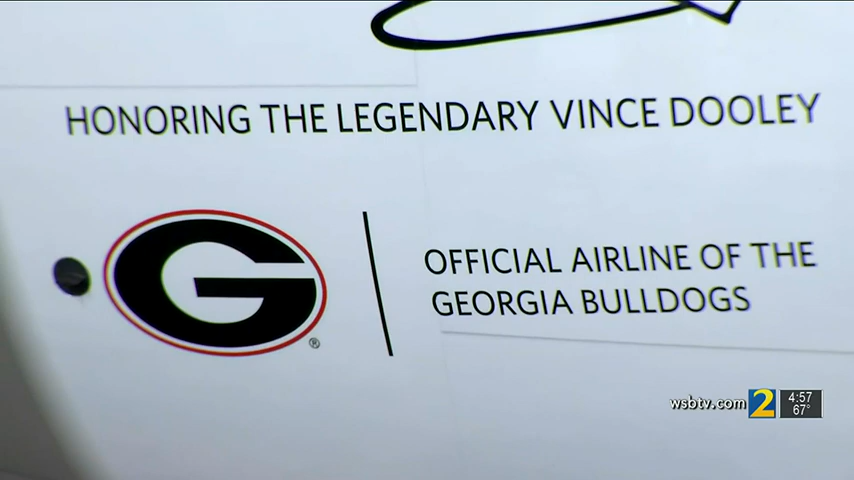 HONORING THE LEGENDARY VINCE DOOLEY
G
®
OFFICIAL AIRLINE OF THE
GEORGIA BULLDOGS
wsbtv.com 2
4:57
67°